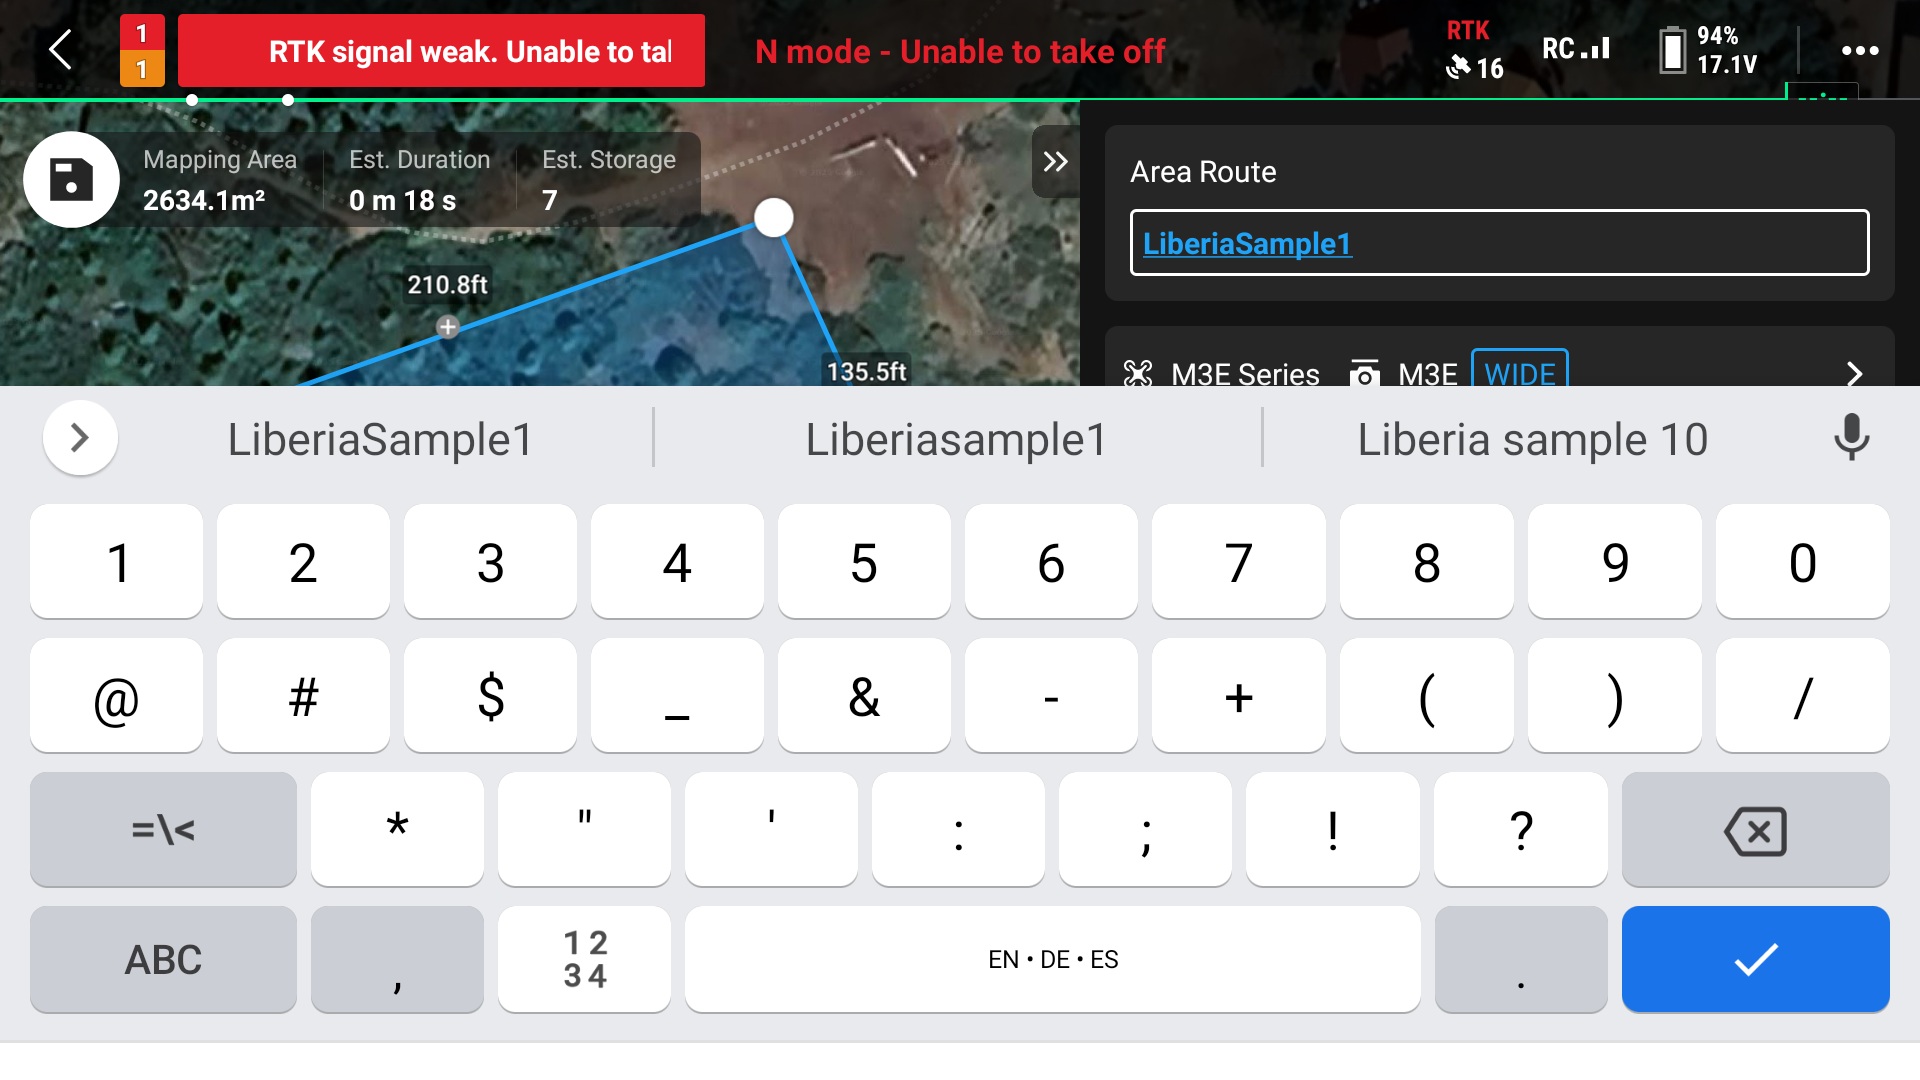 1
1
RTK signal weak. Unable to tal
N mode - Unable to take off
RTK
16
RC
94%
17.1V
Mapping Area
2634.1m²
Est. Duration
0 m 18 s
Est. Storage
7
Area Route
LiberiaSample1
210.8ft
135.5ft
M3E Series
M3E
WIDE
LiberiaSample1
Liberiasample1
Liberia sample 10
1 2 3 4 5 6 7 8 9 0
@ # $ _ & - + ( ) /
=\< * " ' : ; ! ?
ABC , 1 2
3 4
EN • DE • ES
.